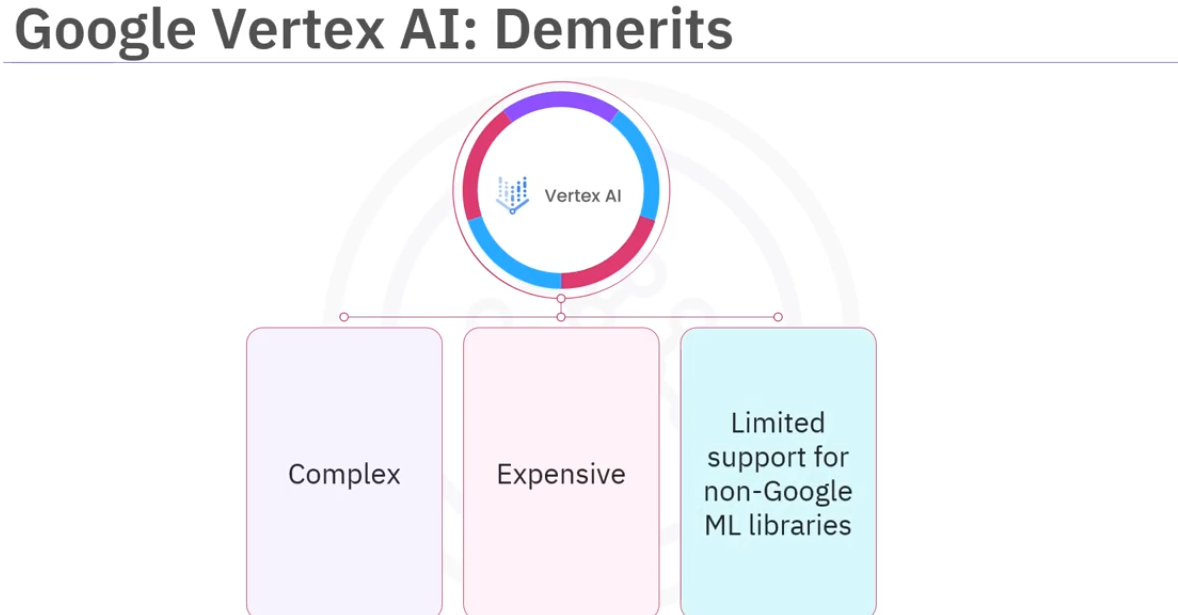 Google Vertex AI: Demerits
Vertex AI
Complex
Expensive
Limited
support for
non-Google
ML libraries